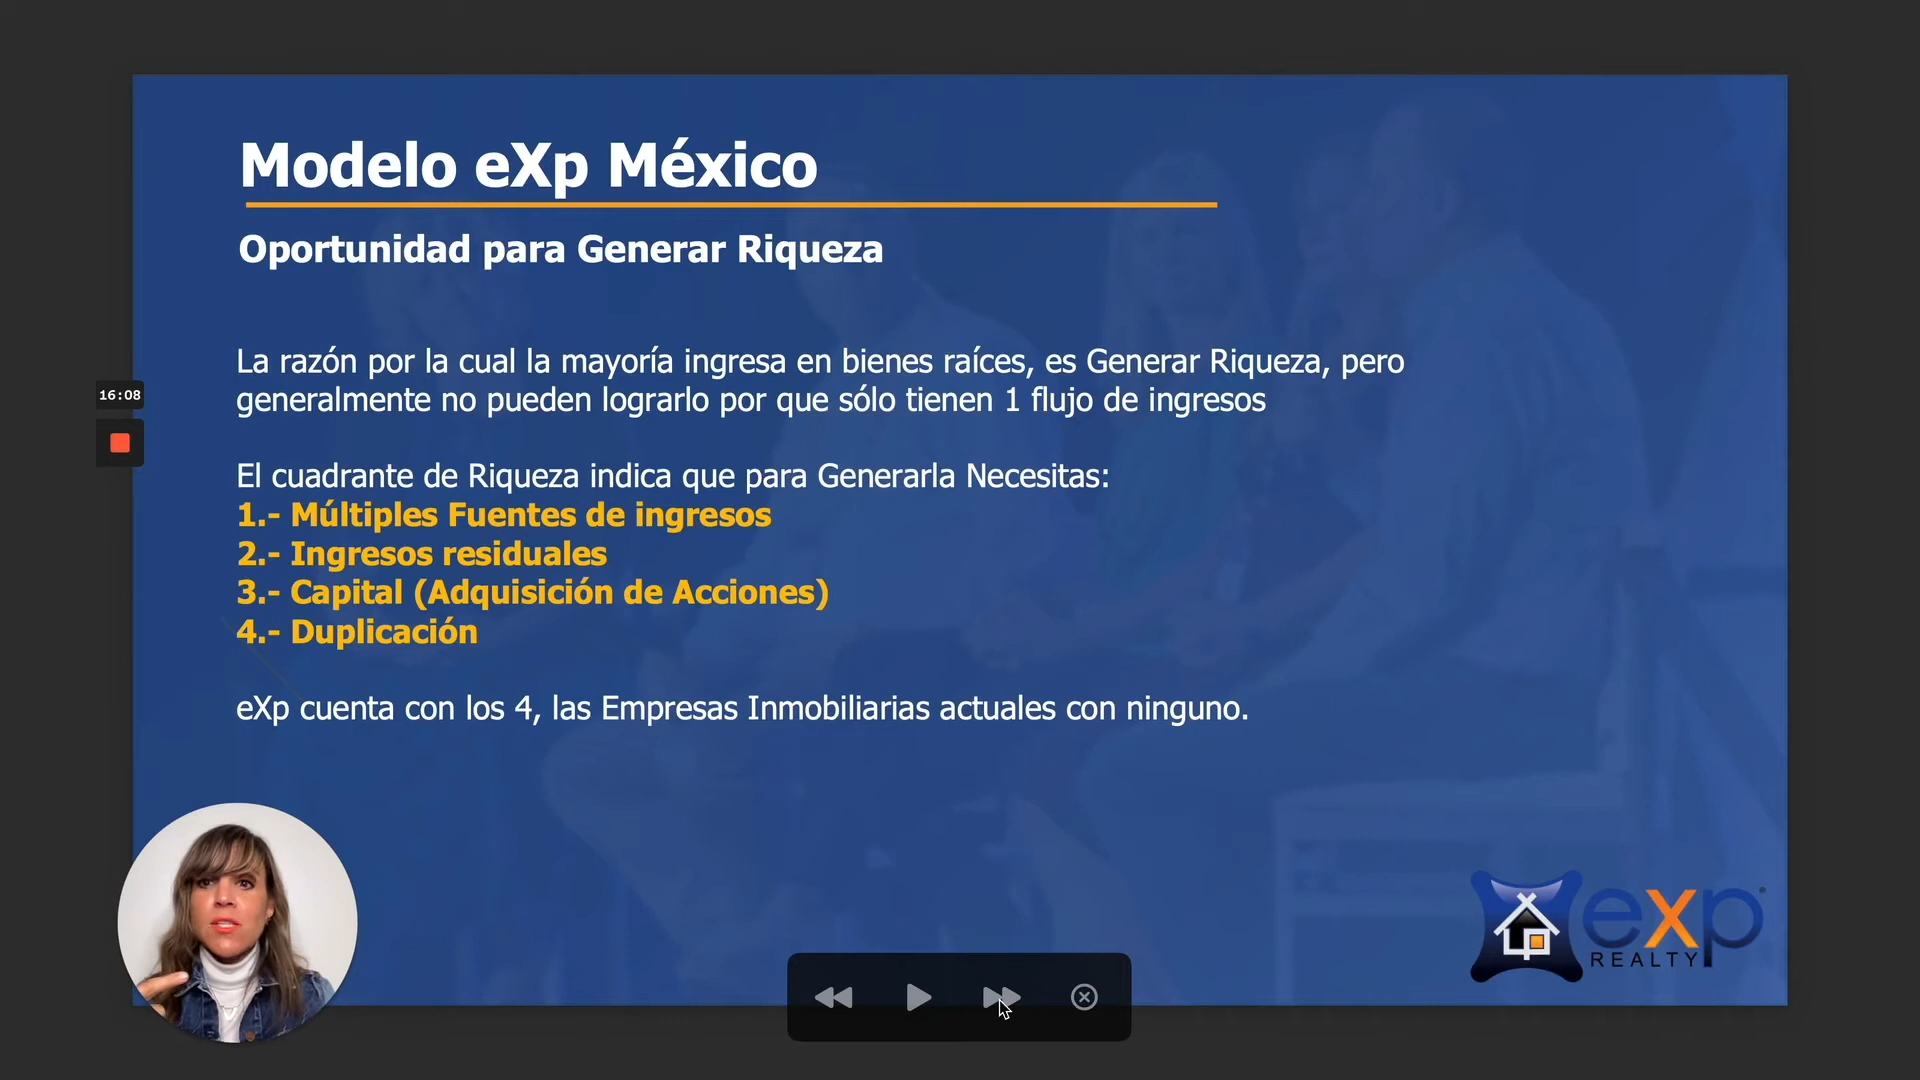 Modelo eXp México
Oportunidad para Generar Riqueza
La razón por la cual la mayoría ingresa en bienes raíces, es Generar Riqueza, pero
generalmente no pueden lograrlo por que sólo tienen 1 flujo de ingresos
16:08
El cuadrante de Riqueza indica que para Generarla Necesitas:
1.- Múltiples Fuentes de ingresos
2.- Ingresos residuales
3.- Capital (Adquisición de Acciones)
4.- Duplicación
eXp cuenta con los 4, las Empresas Inmobiliarias actuales con ninguno.
exp
REALTY